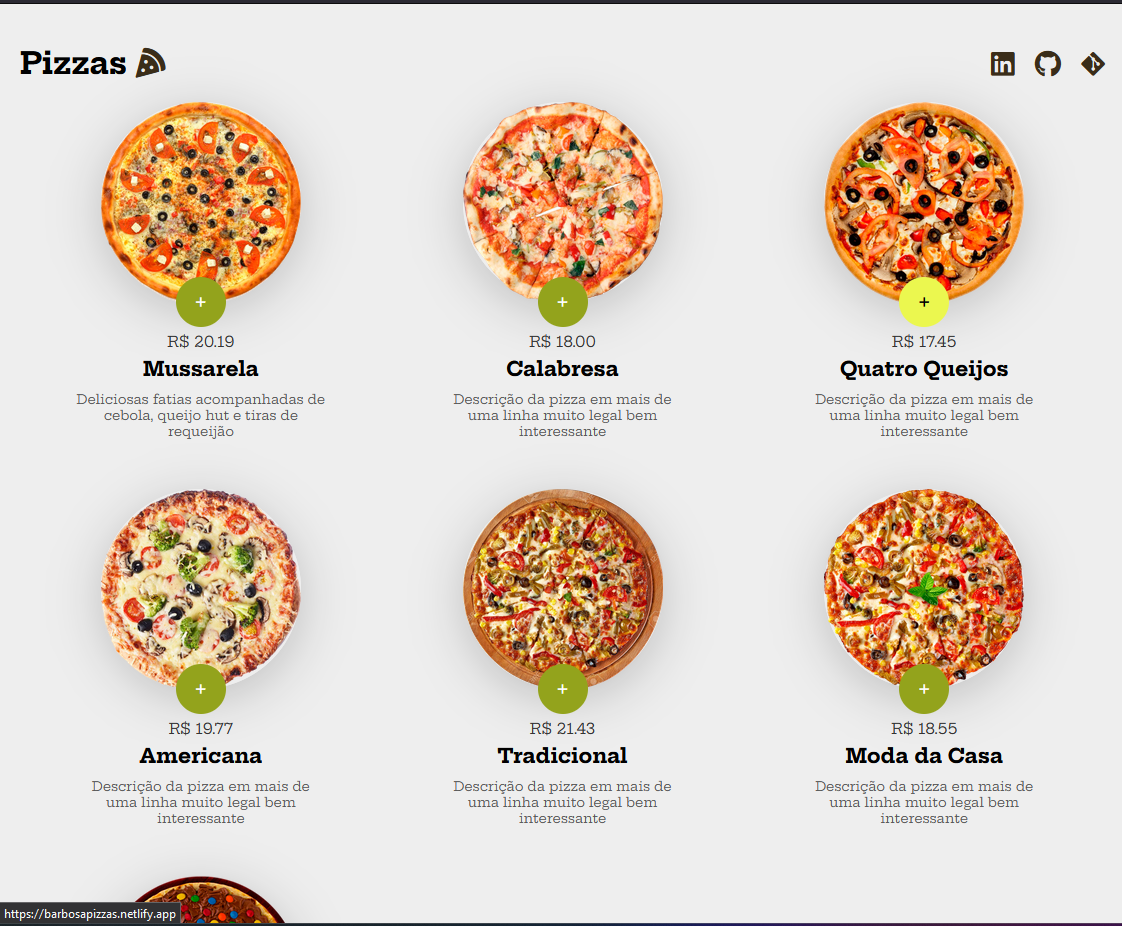 Pizzas
in
+
+
+
R$ 20.19
R$ 18.00
R$ 17.45
Mussarela
Calabresa
Quatro Queijos
Deliciosas fatias acompanhadas de
cebola, queijo hut e tiras de
requeijão
Descrição da pizza em mais de
uma linha muito legal bem
interessante
Descrição da pizza em mais de
uma linha muito legal bem
interessante
+
+
+
R$ 19.77
R$ 21.43
R$ 18.55
Americana
Tradicional
Moda da Casa
Descrição da pizza em mais de
uma linha muito legal bem
interessante
Descrição da pizza em mais de
uma linha muito legal bem
interessante
Descrição da pizza em mais de
uma linha muito legal bem
interessante
https://barbosapizzas.netlify.app